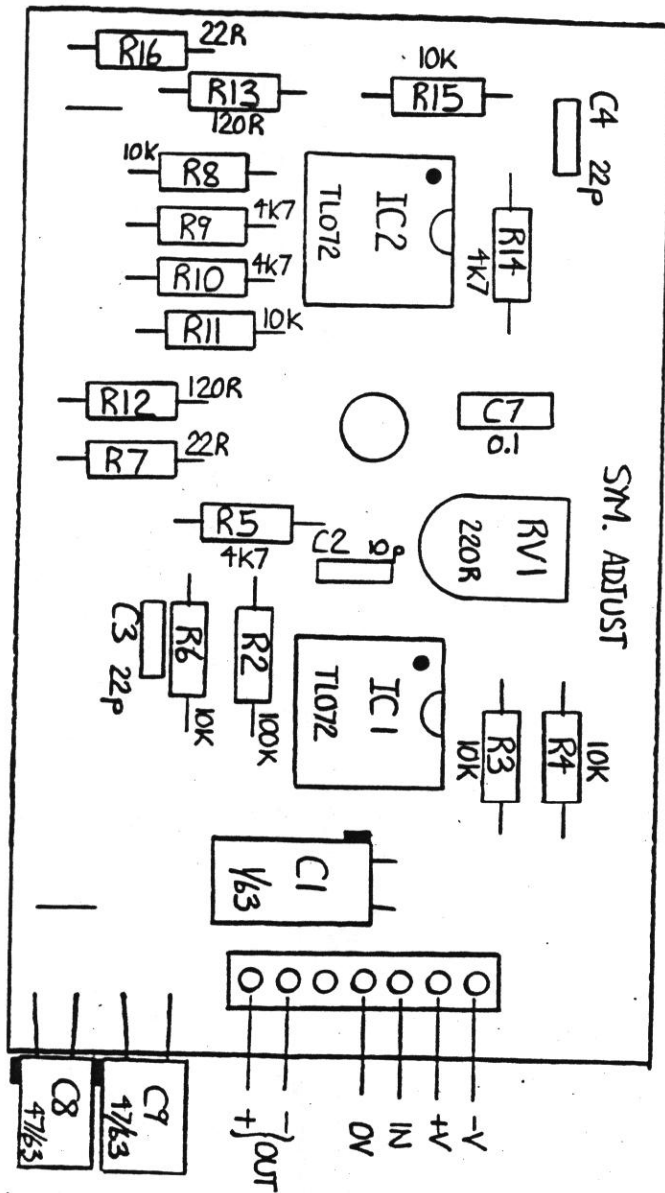 22R
R16
R13
120R
10K
R15
C4
22p
10K
R8
R9
4K7
R10
4K7
R11
10K
IC2
TL072
R14
4K7
R12
120R
R7
22R
C7
0.1
SYM. ADJUST
RV1
220R
R5
4K7
C2
C3
22p
R6
10K
R2
100K
IC1
TL072
R3
10K
R4
10K
C1
1/63
C8
47/63
C9
47/63
+
-
OUT
0V
IN
+V
-V